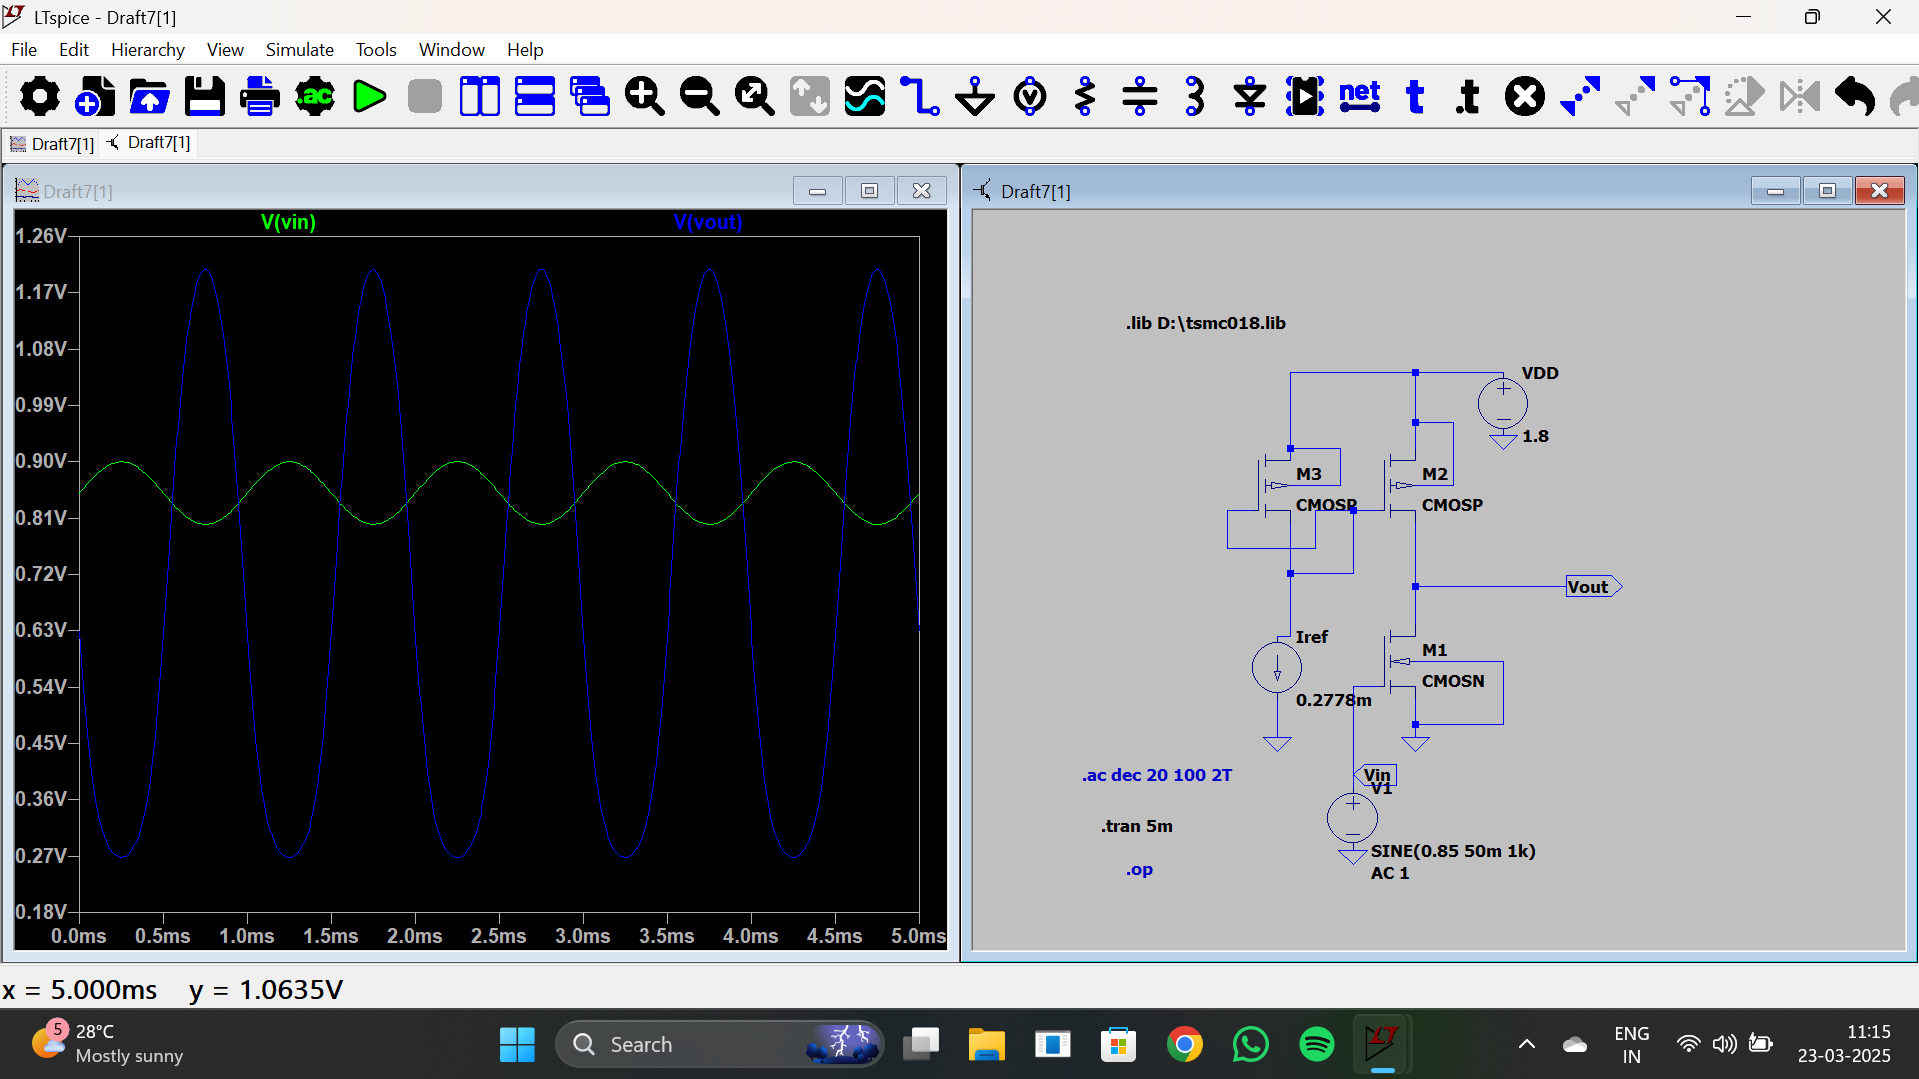 LTspice - Draft7[1]
File Edit Hierarchy View Simulate Tools Window Help
.ac net t .t
Draft7[1] Draft7[1]
Draft7[1]
V(vin) V(vout)
1.26V
1.17V
1.08V
0.99V
0.90V
0.81V
0.72V
0.63V
0.54V
0.45V
0.36V
0.27V
0.18V
0.0ms 0.5ms 1.0ms 1.5ms 2.0ms 2.5ms 3.0ms 3.5ms 4.0ms 4.5ms 5.0ms
Draft7[1]
.lib D:\tsmc018.lib
VDD
1.8
M3
CMOSP
M2
CMOSP
Vout
Iref
0.2778m
M1
CMOSN
.ac dec 20 100 2T
Vin
V1
.tran 5m
SINE(0.85 50m 1k)
AC 1
.op
x = 5.000ms y = 1.0635V
5
28°C
Mostly sunny
Search
LT
ENG
IN
11:15
23-03-2025